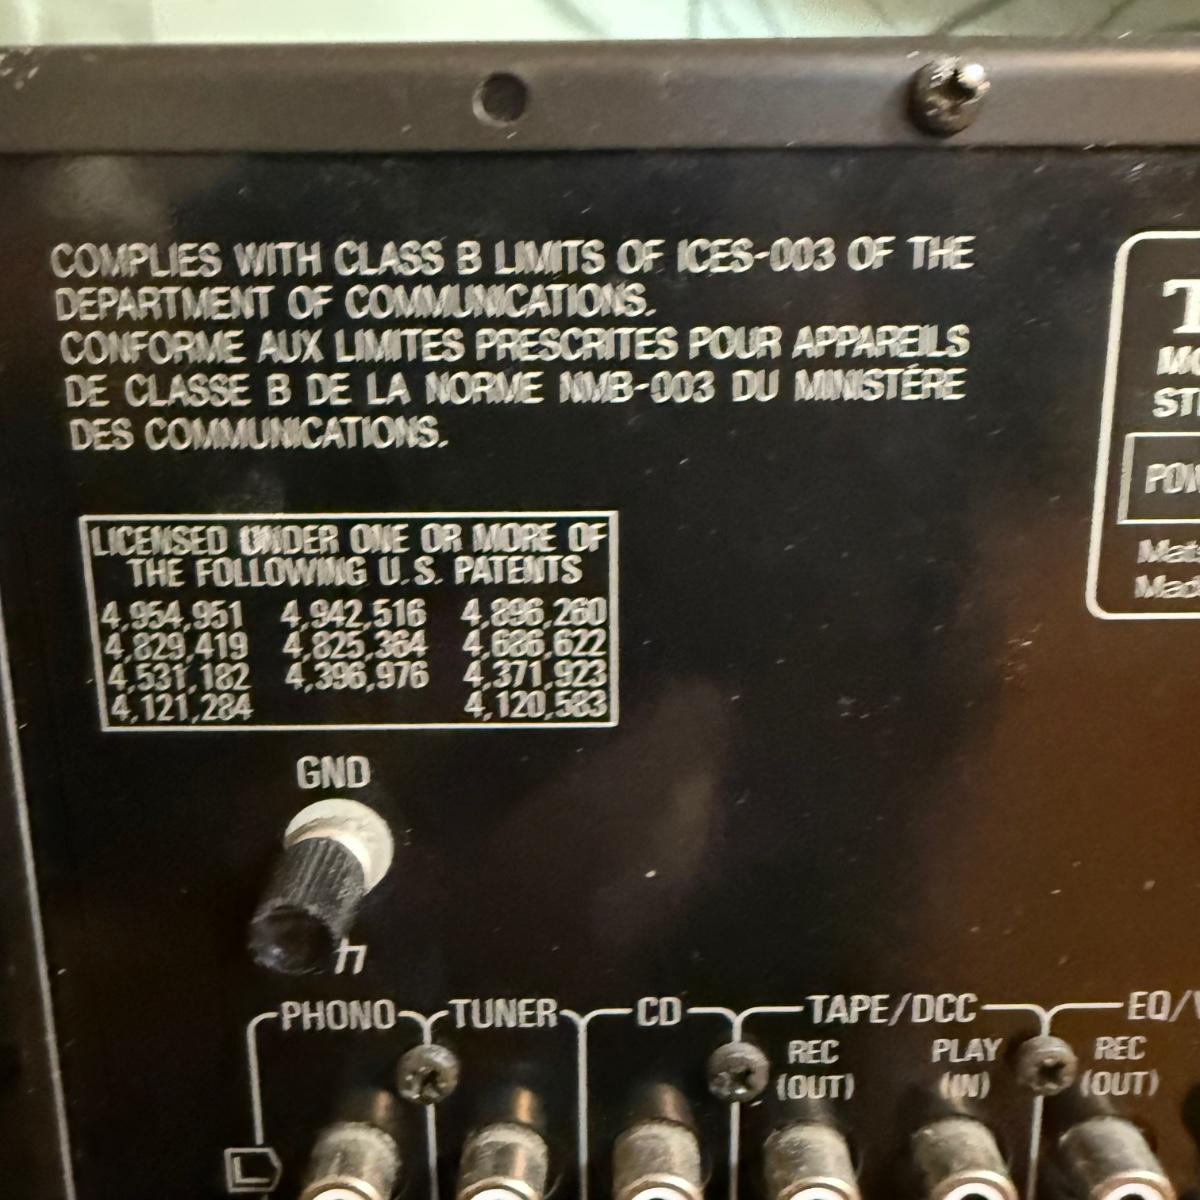 COMPLIES WITH CLASS B LIMITS OF ICES-003 OF THE
DEPARTMENT OF COMMUNICATIONS.
CONFORME AUX LIMITES PRESCRITES POUR APPAREILS
DE CLASSE B DE LA NORME NMB-003 DU MINISTÉRE
DES COMMUNICATIONS.
LICENSED UNDER ONE OR MORE OF
THE FOLLOWING U.S. PATENTS
4,954,951 4,942,516 4,896,260
4,829,419 4,825,364 4,686,622
4,531,182 4,396,976 4,371,923
4,121,284 4,120,583
GND
PHONO TUNER CD TAPE/DCC EQ/
REC PLAY REC
(OUT) (IN) (OUT)
L